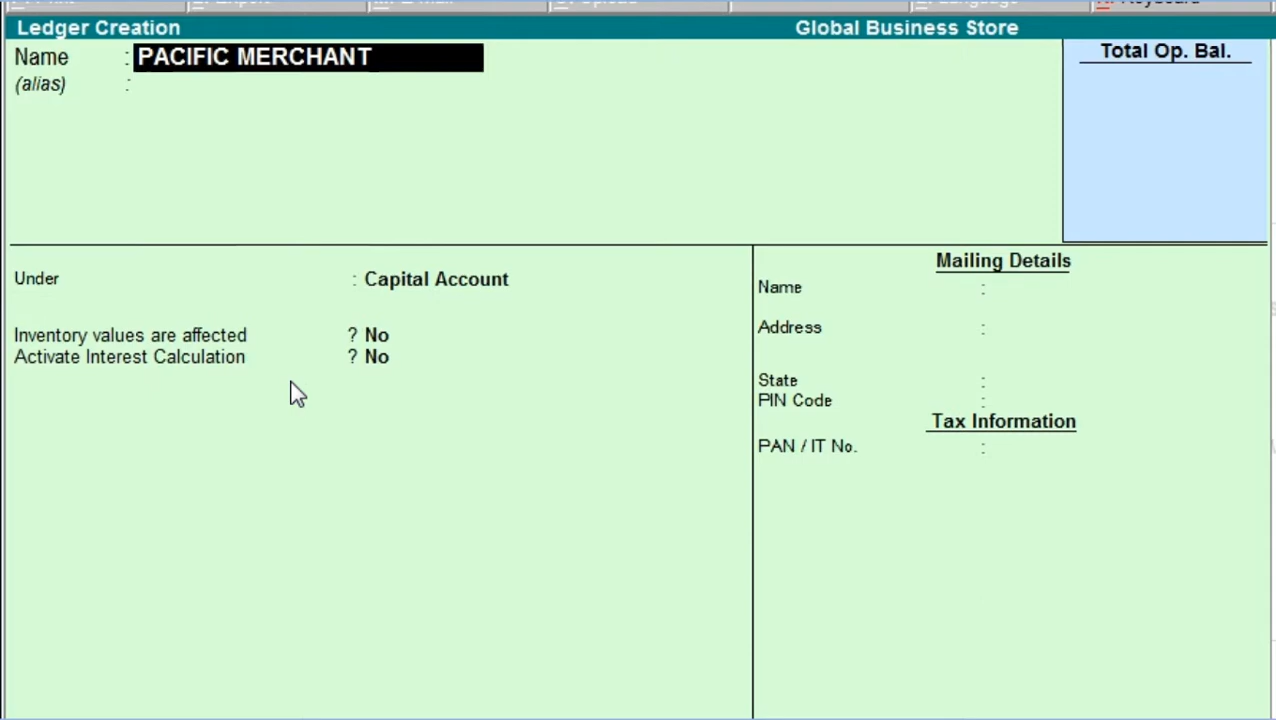 Ledger Creation Global Business Store
Name : PACIFIC MERCHANT
Total Op. Bal.
(alias) :
Under : Capital Account
Inventory values are affected ? No
Activate Interest Calculation ? No
Mailing Details
Name :
Address :
State :
PIN Code :
Tax Information
PAN / IT No. :